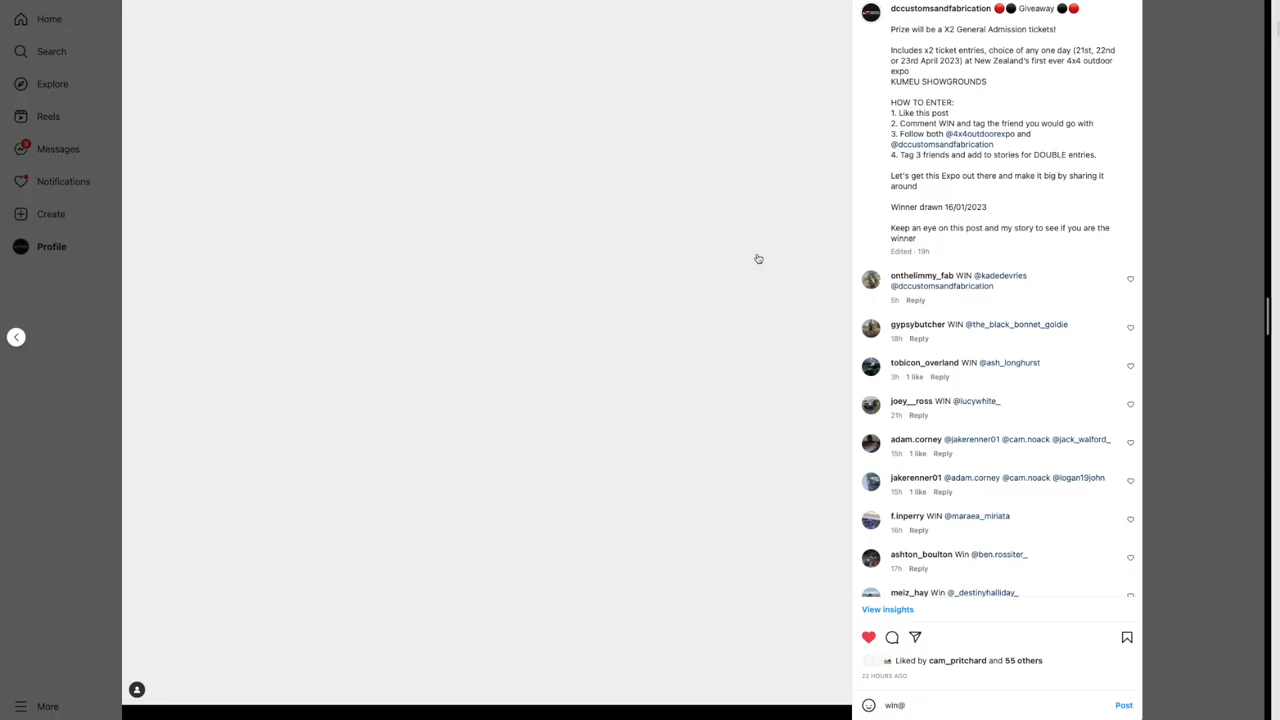 Home
Search
Explore
Reels
Messages
Notifications
Create
Profile
More
dccustomsandfabrication 🔴⚫ Giveaway ⚫🔴
Prize will be a X2 General Admission tickets!
Includes x2 ticket entries, choice of any one day (21st, 22nd
or 23rd April 2023) at New Zealand's first ever 4x4 outdoor
expo
KUMEU SHOWGROUNDS
HOW TO ENTER:
1. Like this post
2. Comment WIN and tag the friend you would go with
3. Follow both @4x4outdoorexpo and
@dccustomsandfabrication
4. Tag 3 friends and add to stories for DOUBLE entries.
Let's get this Expo out there and make it big by sharing it
around
Winner drawn 16/01/2023
Keep an eye on this post and my story to see if you are the
winner
Edited · 19h
onthelimmy_fab WIN @kadedevries
@dccustomsandfabrication
5h Reply
gypsybutcher WIN @the_black_bonnet_goldie
18h Reply
tobicon_overland WIN @ash_longhurst
3h 1 like Reply
joey__ross WIN @lucywhite_
21h Reply
adam.corney @jakerenner01 @cam.noack @jack_walford_
15h 1 like Reply
jakerenner01 @adam.corney @cam.noack @logan19john
15h 1 like Reply
f.inperry WIN @maraea_miriata
16h Reply
ashton_boulton Win @ben.rossiter_
17h Reply
meiz_hay Win @_destinyhalliday_
View insights
Liked by cam_pritchard and 55 others
22 HOURS AGO
win@
Post